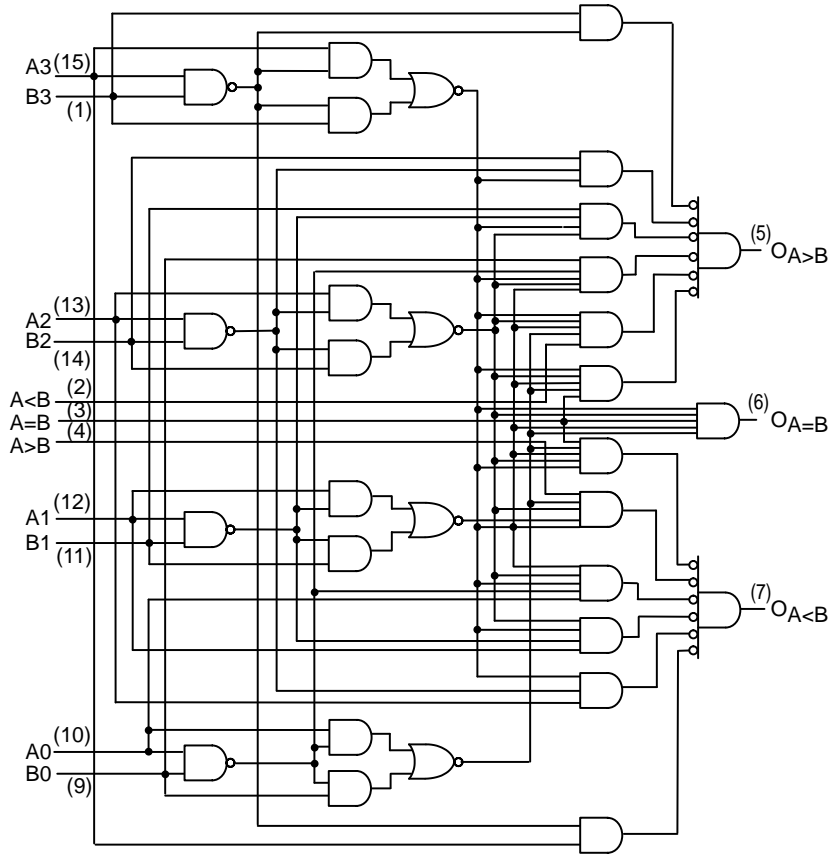 A3 (15)
B3
(1)
(5)
OA>B
(13)
A2
B2
(14)
A<B (2)
A=B (3)
A>B (4)
(6)
OA=B
(12)
A1
B1
(11)
(7)
OA<B
(10)
A0
B0
(9)